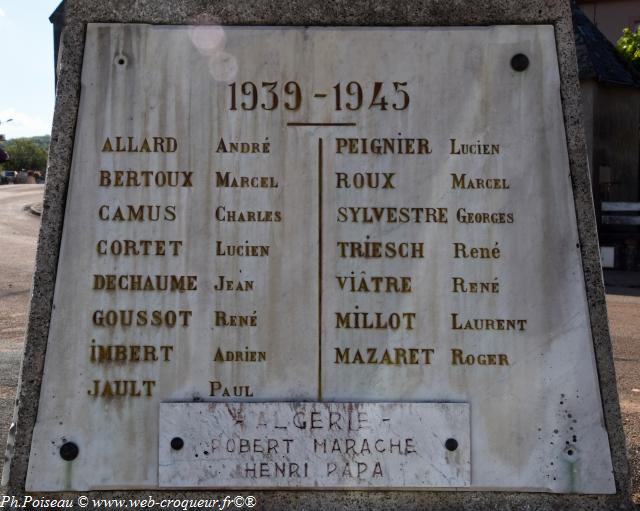 1939 - 1945
ALLARD ANDRÉ
BERTOUX MARCEL
CAMUS CHARLES
CORTET LUCIEN
DECHAUME JEAN
GOUSSOT RENÉ
IMBERT ADRIEN
JAULT PAUL
PEIGNIER LUCIEN
ROUX MARCEL
SYLVESTRE GEORGES
TRIESCH RENÉ
VIÂTRE RENÉ
MILLOT LAURENT
MAZARET ROGER
- ALGERIE -
ROBERT MARACHE
HENRI PAPA
Ph.Poiseau © www-web-croqueur.fr©